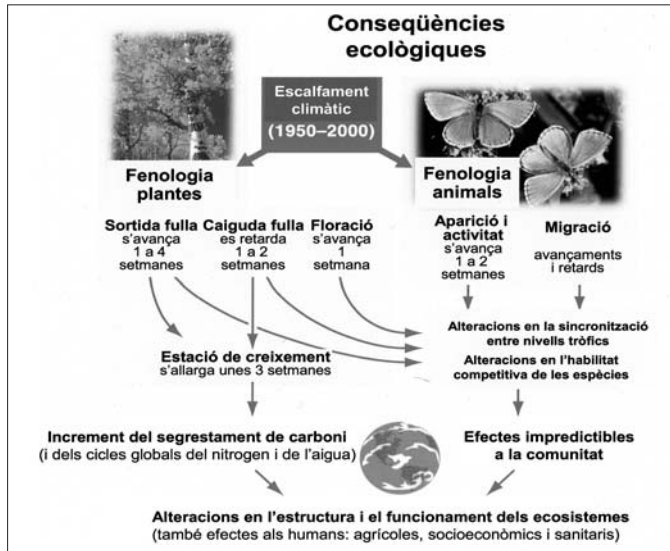 Conseqüències
ecològiques
Escalfament
climàtic
(1950–2000)
Fenologia
plantes
Fenologia
animals
Sortida fulla
s'avança
1 a 4
setmanes
Caiguda fulla
es retarda
1 a 2
setmanes
Floració
s'avança
1
setmana
Aparició i
activitat
s'avança
1 a 2
setmanes
Migració
avançaments
i retards
Alteracions en la sincronització
entre nivells tròfics
Alteracions en l'habilitat
competitiva de les espècies
Estació de creixement
s'allarga unes 3 setmanes
Increment del segrestament de carboni
(i dels cicles globals del nitrogen i de l'aigua)
Efectes impredictibles
a la comunitat
Alteracions en l'estructura i el funcionament dels ecosistemes
(també efectes als humans: agrícoles, socioeconòmics i sanitaris)